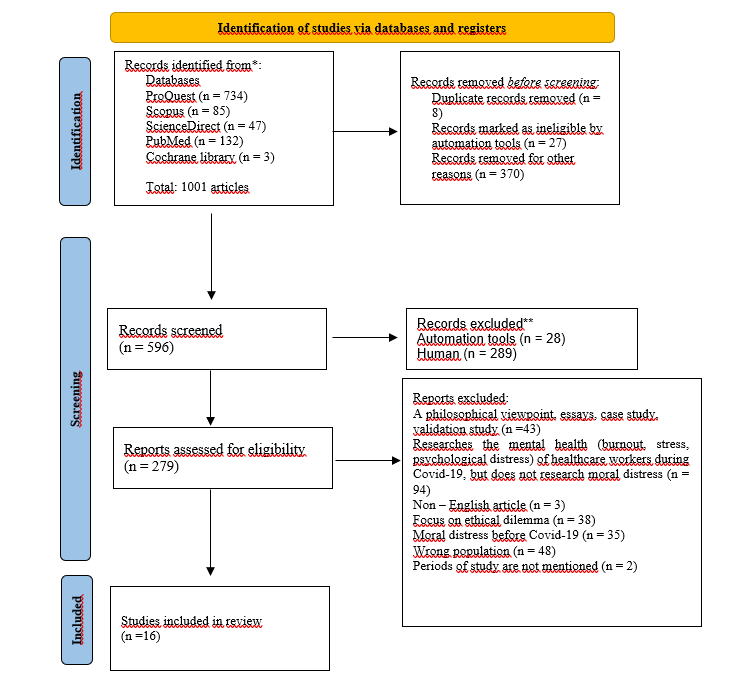 Identification of studies via databases and registers
Identification
Records identified from*:
Databases
ProQuest (n = 734)
Scopus (n = 85)
ScienceDirect (n = 47)
PubMed (n = 132)
Cochrane library (n = 3)
Total: 1001 articles
Records removed before screening:
Duplicate records removed (n =
8)
Records marked as ineligible by
automation tools (n = 27)
Records removed for other
reasons (n = 370)
Screening
Records screened
(n = 596)
Records excluded**
Automation tools (n = 28)
Human (n = 289)
Reports assessed for eligibility
(n = 279)
Reports excluded:
A philosophical viewpoint, essays, case study,
validation study (n =43)
Researches the mental health (burnout, stress,
psychological distress) of healthcare workers during
Covid-19, but does not research moral distress (n =
94)
Non – English article (n = 3)
Focus on ethical dilemma (n = 38)
Moral distress before Covid-19 (n = 35)
Wrong population (n = 48)
Periods of study are not mentioned (n = 2)
Included
Studies included in review
(n =16)